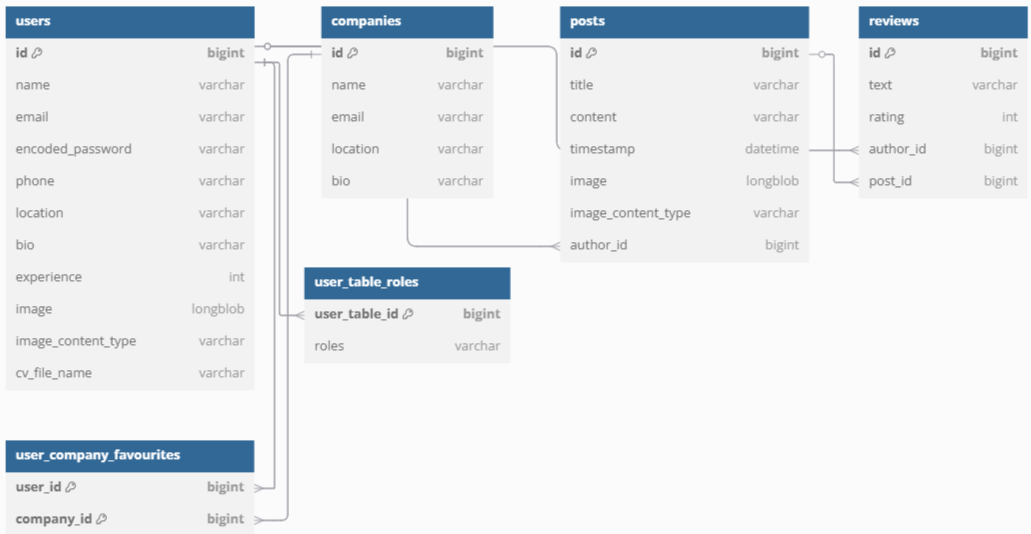 users
id bigint
name varchar
email varchar
encoded_password varchar
phone varchar
location varchar
bio varchar
experience int
image longblob
image_content_type varchar
cv_file_name varchar
companies
id bigint
name varchar
email varchar
location varchar
bio varchar
posts
id bigint
title varchar
content varchar
timestamp datetime
image longblob
image_content_type varchar
author_id bigint
reviews
id bigint
text varchar
rating int
author_id bigint
post_id bigint
user_table_roles
user_table_id bigint
roles varchar
user_company_favourites
user_id bigint
company_id bigint